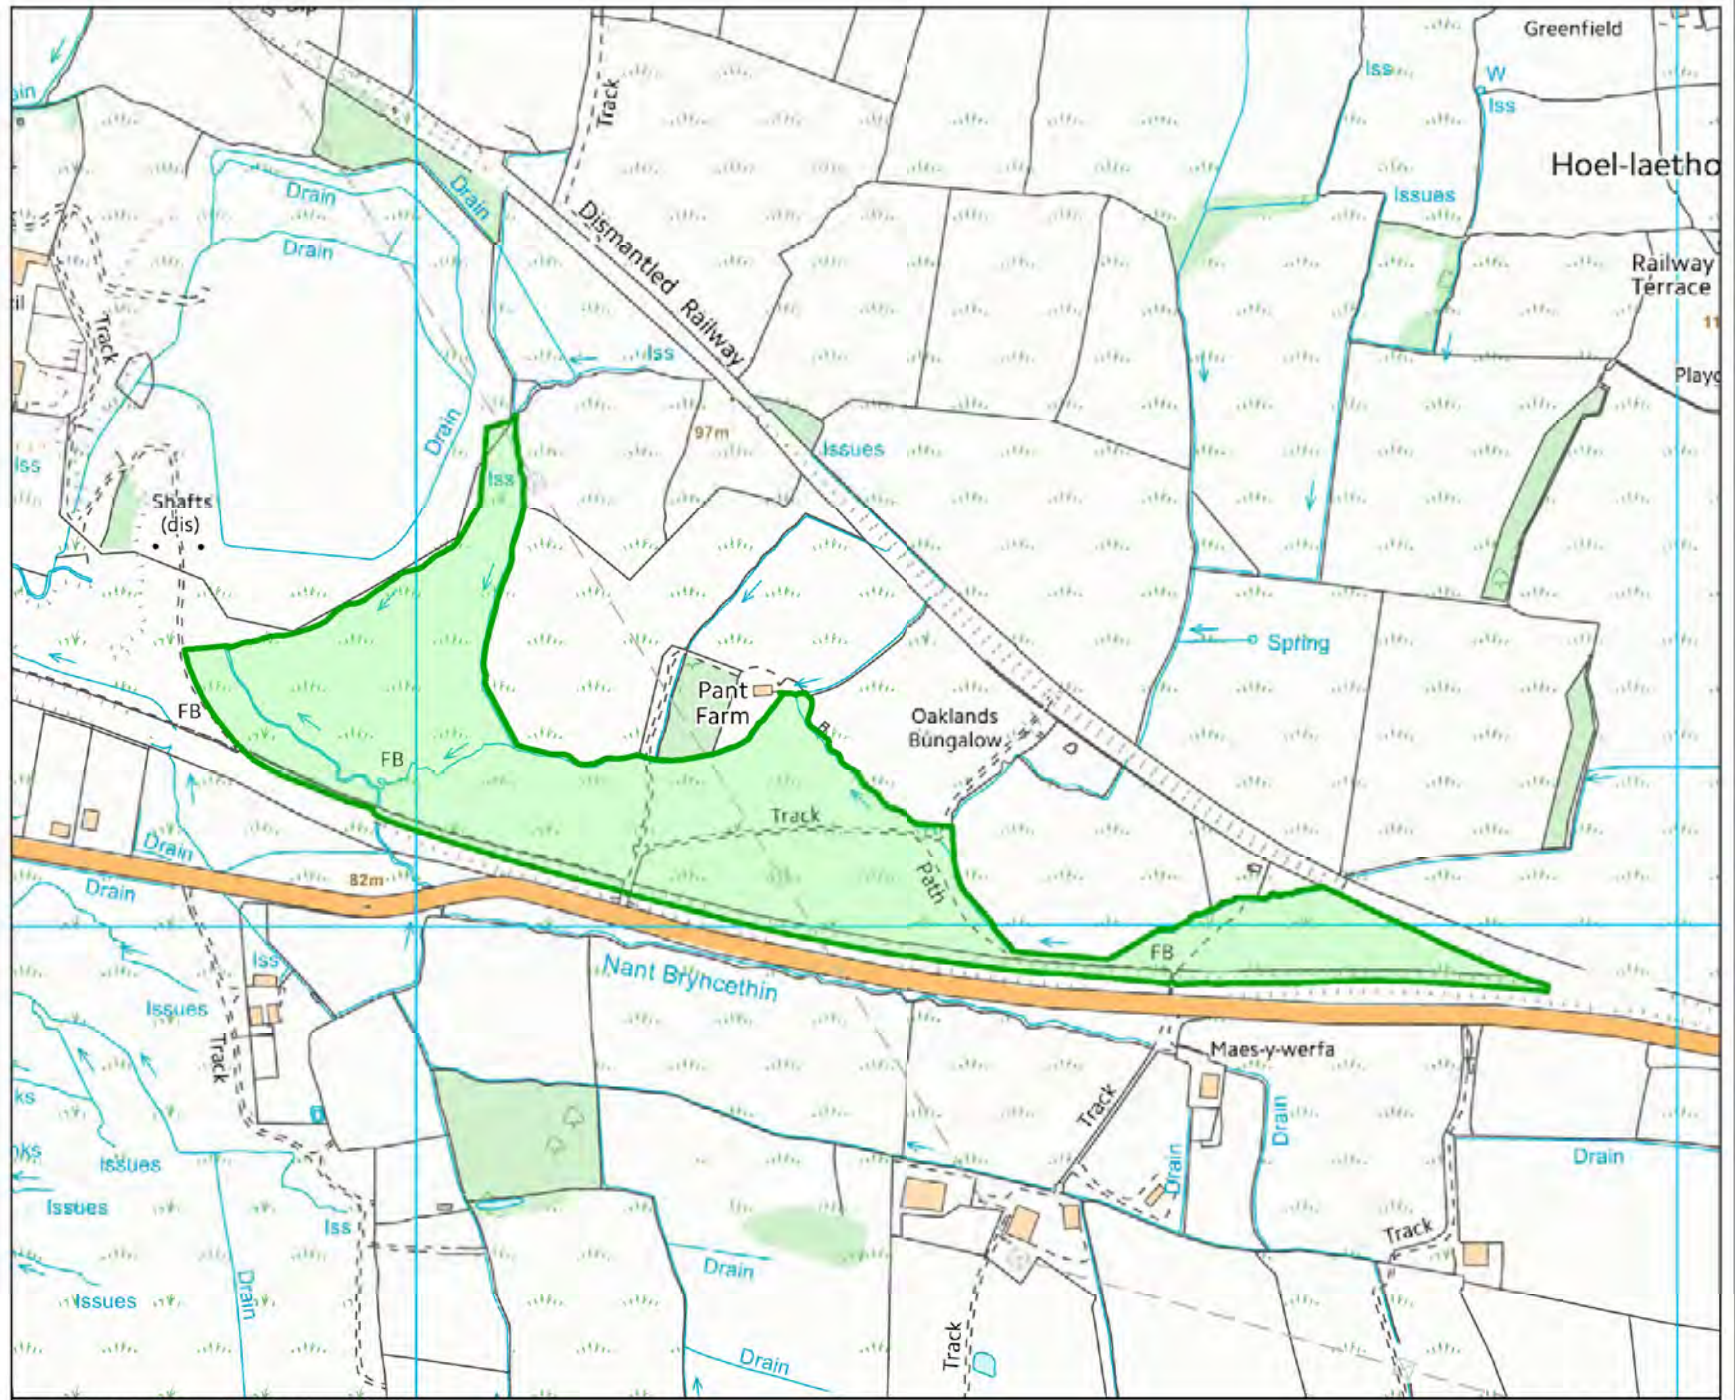 Greenfield
Track
Iss
W
Iss
Hoel-laetho
Drain
Drain
Issues
Drain
Dismantled Railway
Railway
Terrace
Track
Iss
Drain
97m
Issues
Iss
Iss
Shafts
(dis)
Spring
Pant
Farm
FB
Oaklands
Bungalow
FB
Track
Path
Drain
82m
Drain
FB
Iss
Nant Bryncethin
Issues
Track
Maes-y-werfa
Track
Drain
Drain
Drain
Issues
Issues
Iss
Track
Drain
Issues
Drain
Track
Drain